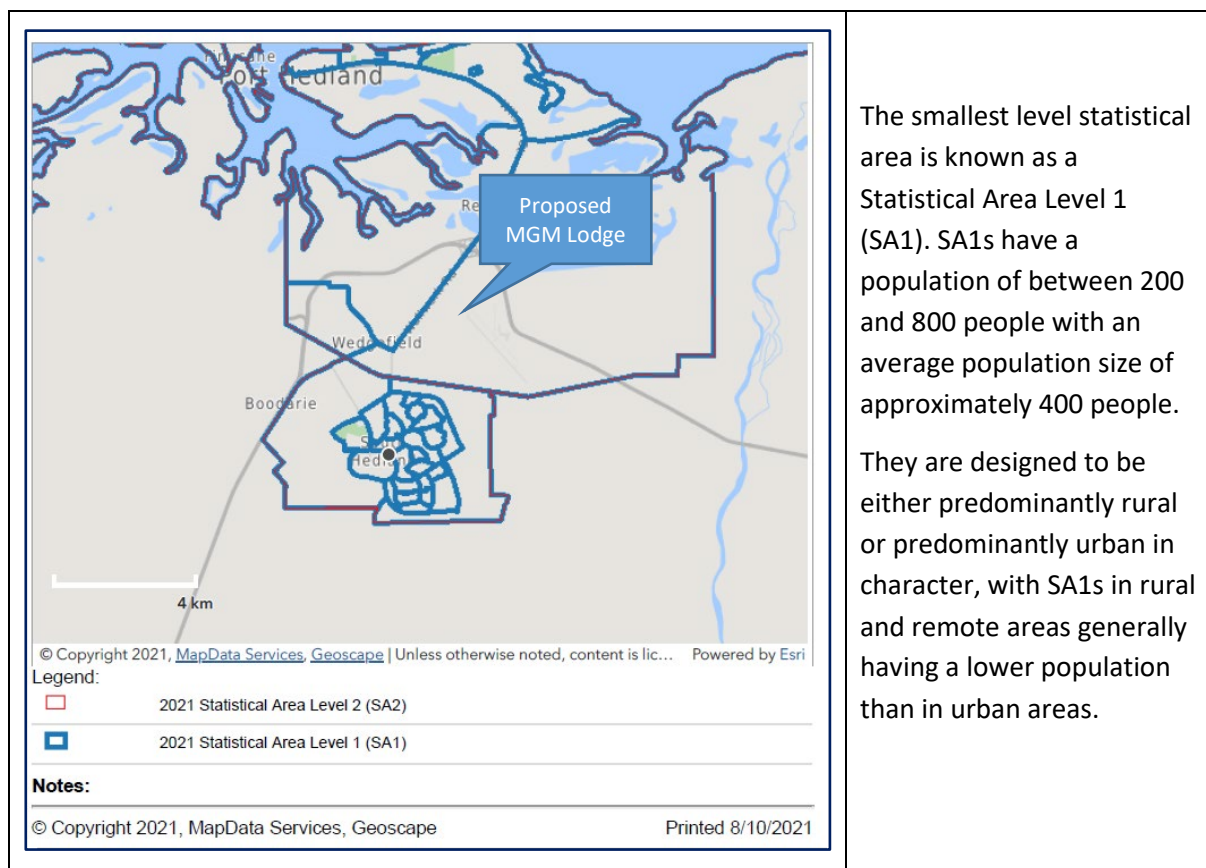 Port Hedland
Proposed
MGM Lodge
Wedgefield
Boodarie
4 km
© Copyright 2021, MapData Services, Geoscape | Unless otherwise noted, content is lic... Powered by Esri
Legend:
2021 Statistical Area Level 2 (SA2)
2021 Statistical Area Level 1 (SA1)
Notes:
© Copyright 2021, MapData Services, Geoscape Printed 8/10/2021
The smallest level statistical
area is known as a
Statistical Area Level 1
(SA1). SA1s have a
population of between 200
and 800 people with an
average population size of
approximately 400 people.
They are designed to be
either predominantly rural
or predominantly urban in
character, with SA1s in rural
and remote areas generally
having a lower population
than in urban areas.